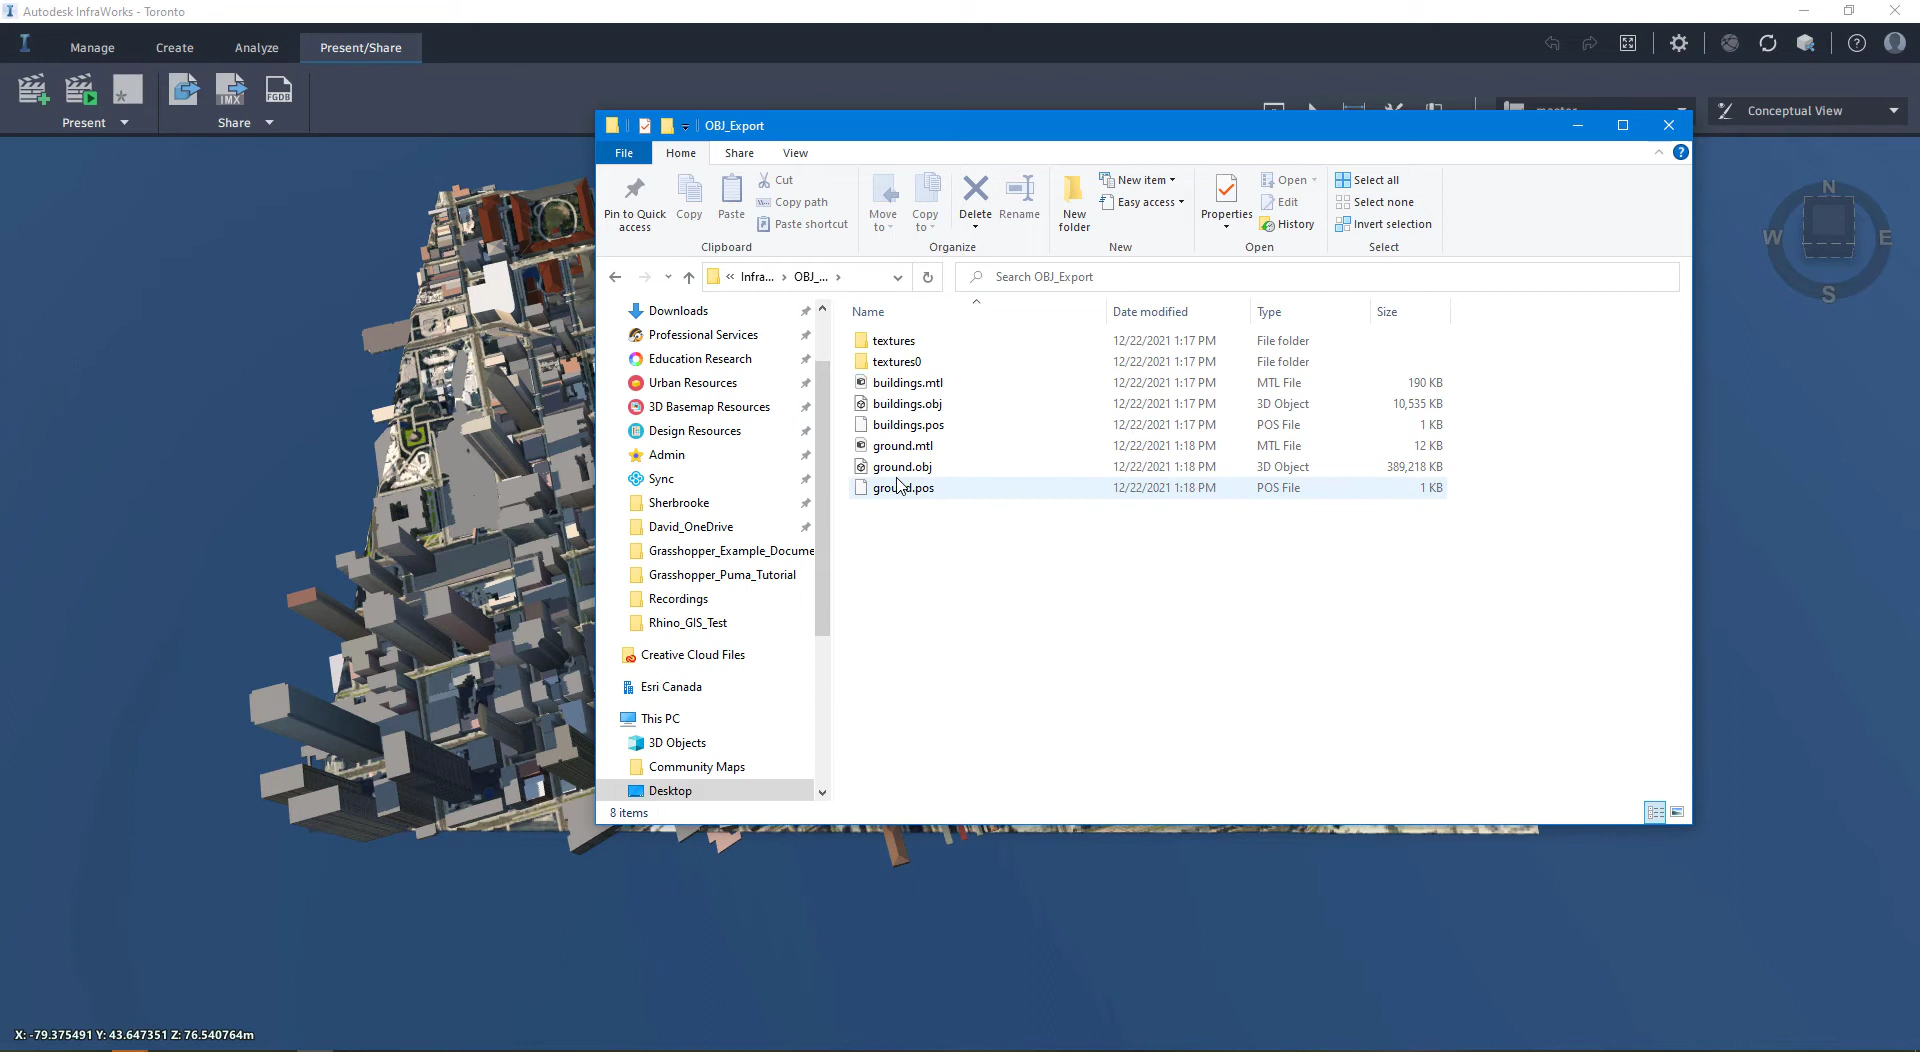 Autodesk InfraWorks - Toronto
Manage Create Analyze Present/Share
IMX
FGDB
Present Share
Conceptual View
OBJ_Export
File Home Share View
Pin to Quick access
Copy
Paste
Cut
Copy path
Paste shortcut
Move to
Copy to
Delete
Rename
New folder
New item
Easy access
Properties
Open
Edit
History
Select all
Select none
Invert selection
Clipboard Organize New Open Select
« Infra... › OBJ_... ›
Search OBJ_Export
N
W E
S
Name Date modified Type Size
textures 12/22/2021 1:17 PM File folder
textures0 12/22/2021 1:17 PM File folder
buildings.mtl 12/22/2021 1:17 PM MTL File 190 KB
buildings.obj 12/22/2021 1:17 PM 3D Object 10,535 KB
buildings.pos 12/22/2021 1:17 PM POS File 1 KB
ground.mtl 12/22/2021 1:18 PM MTL File 12 KB
ground.obj 12/22/2021 1:18 PM 3D Object 389,218 KB
ground.pos 12/22/2021 1:18 PM POS File 1 KB
Downloads
Professional Services
Education Research
Urban Resources
3D Basemap Resources
Design Resources
Admin
Sync
Sherbrooke
David_OneDrive
Grasshopper_Example_Docume
Grasshopper_Puma_Tutorial
Recordings
Rhino_GIS_Test
Creative Cloud Files
Esri Canada
This PC
3D Objects
Community Maps
Desktop
8 items
X: -79.375491 Y: 43.647351 Z: 76.540764m